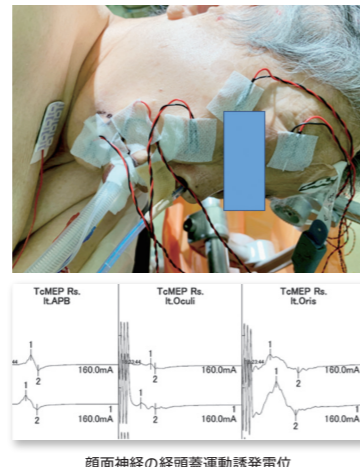 TcMEP Rs.
lt.APB
TcMEP Rs.
lt.Oculi
TcMEP Rs.
lt.Oris
1
2
160.0mA
1
2
160.0mA
1
2
160.0mA
1
2
160.0mA
1
2
160.0mA
1
2
160.0mA
顔面神経の経頭蓋運動誘発電位